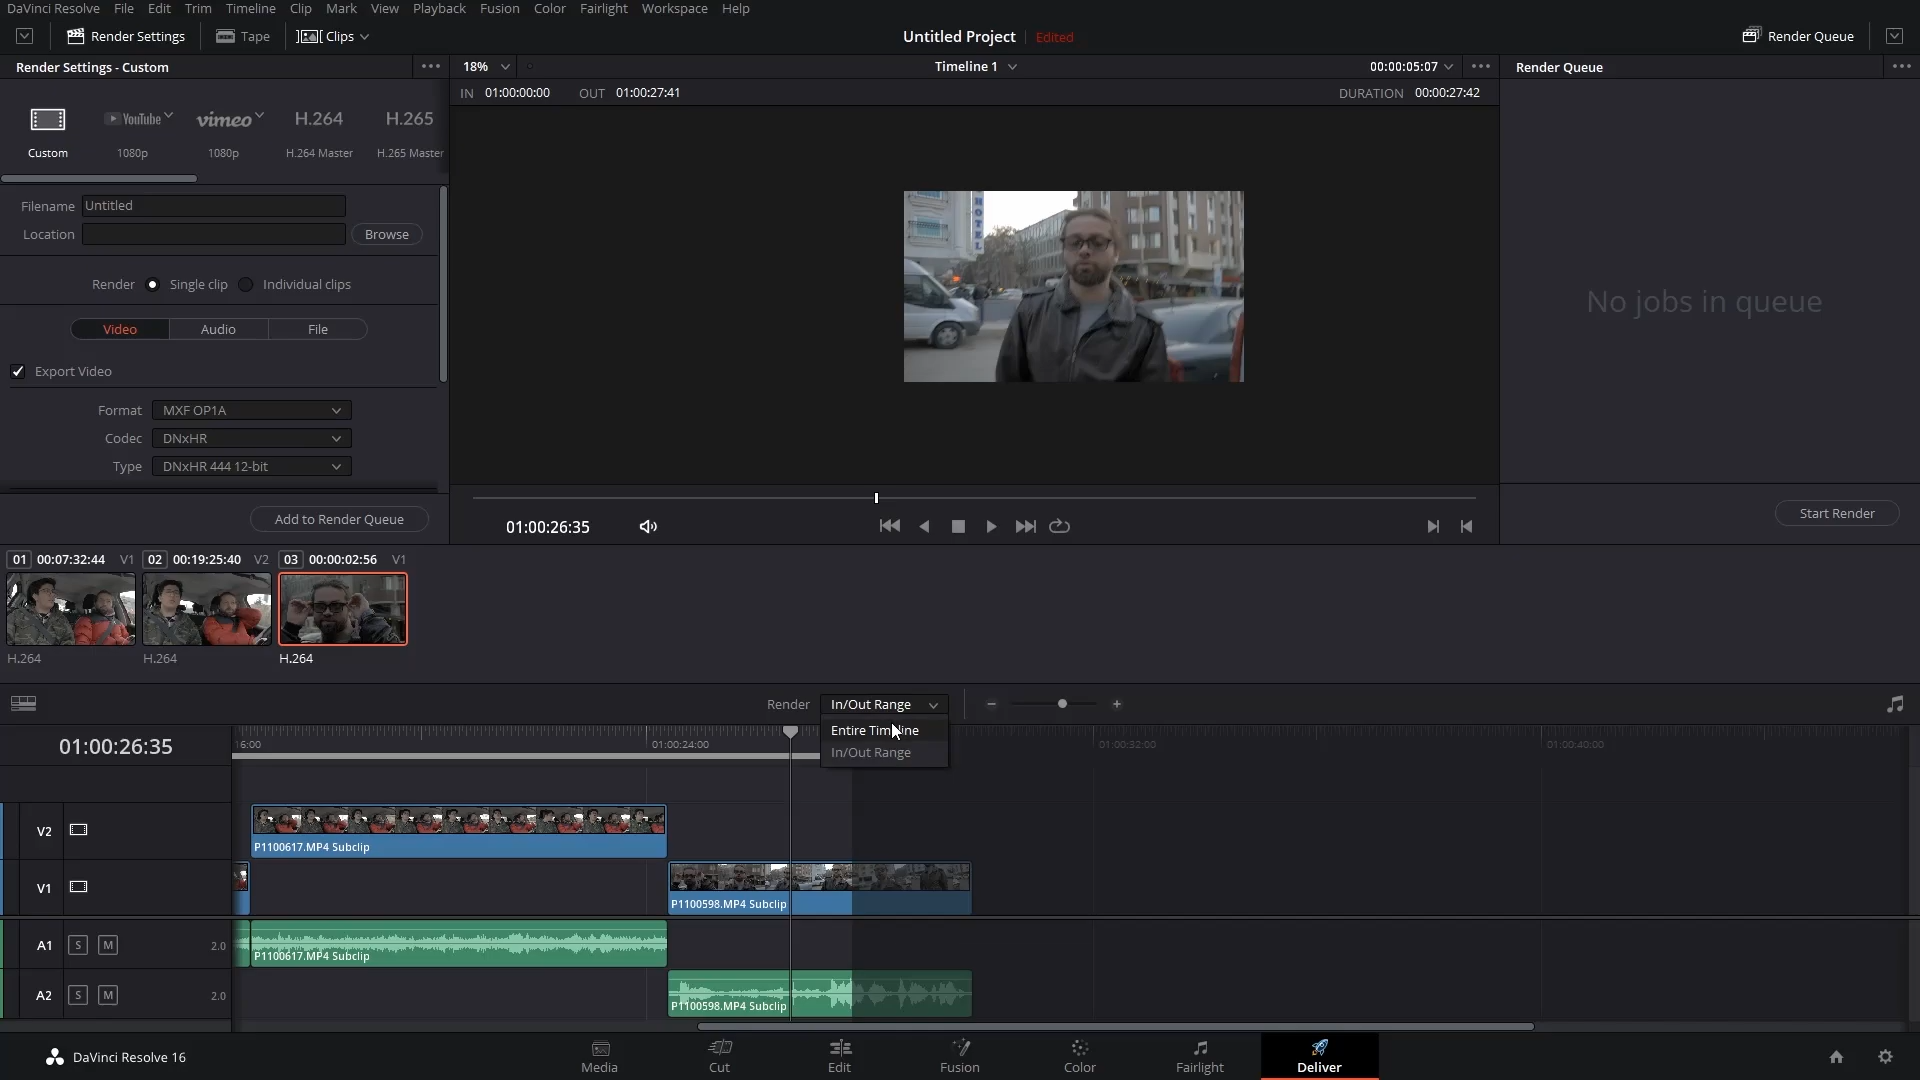 DaVinci Resolve File Edit Trim Timeline Clip Mark View Playback Fusion Color Fairlight Workspace Help
Render Settings Tape Clips Untitled Project Edited Render Queue
Render Settings - Custom 18% Timeline 1 00:00:05:07 Render Queue
IN 01:00:00:00 OUT 01:00:27:41 DURATION 00:00:27:42
YouTube vimeo H.264 H.265
Custom 1080p 1080p H.264 Master H.265 Master
Filename Untitled
Location Browse
HOTEL
Render Single clip Individual clips
No jobs in queue
Video Audio File
Export Video
Format MXF OP1A
Codec DNxHR
Type DNxHR 444 12-bit
Add to Render Queue 01:00:26:35 Start Render
01 00:07:32:44 V1 02 00:19:25:40 V2 03 00:00:02:56 V1
H.264 H.264 H.264
Render In/Out Range
Entire Timeline
In/Out Range
01:00:26:35 16:00 01:00:24:00 01:00:32:00 01:00:40:00
V2
P1100617.MP4 Subclip
V1
P1100598.MP4 Subclip
A1 S M 2.0
P1100617.MP4 Subclip
A2 S M 2.0
P1100598.MP4 Subclip
DaVinci Resolve 16 Media Cut Edit Fusion Color Fairlight Deliver